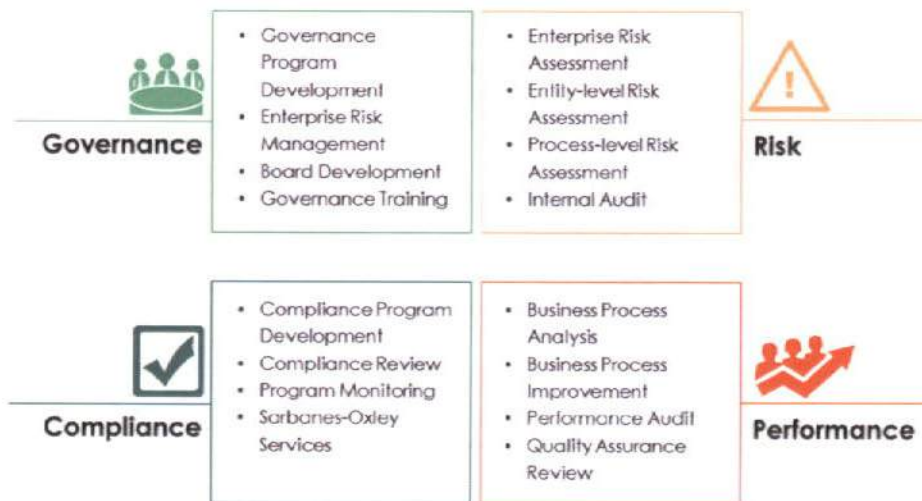 Governance
• Governance
Program
Development
• Enterprise Risk
Management
• Board Development
• Governance Training
• Enterprise Risk
Assessment
• Entity-level Risk
Assessment
• Process-level Risk
Assessment
• Internal Audit
Risk
Compliance
• Compliance Program
Development
• Compliance Review
• Program Monitoring
• Sarbanes-Oxley
Services
• Business Process
Analysis
• Business Process
Improvement
• Performance Audit
• Quality Assurance
Review
Performance